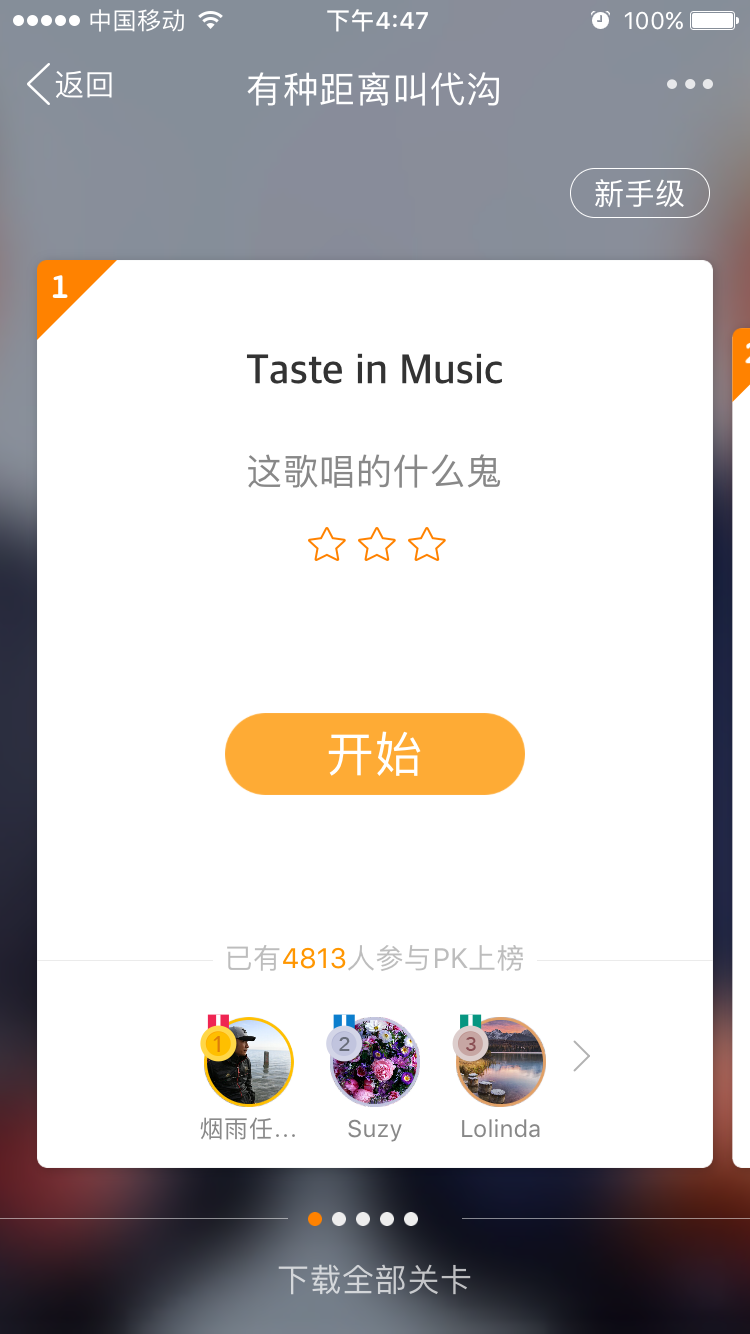 中国移动 下午4:47 100%
返回 有种距离叫代沟
新手级
1
2
Taste in Music
这歌唱的什么鬼
开始
已有4813人参与PK上榜
1 2 3
烟雨任... Suzy Lolinda
下载全部关卡